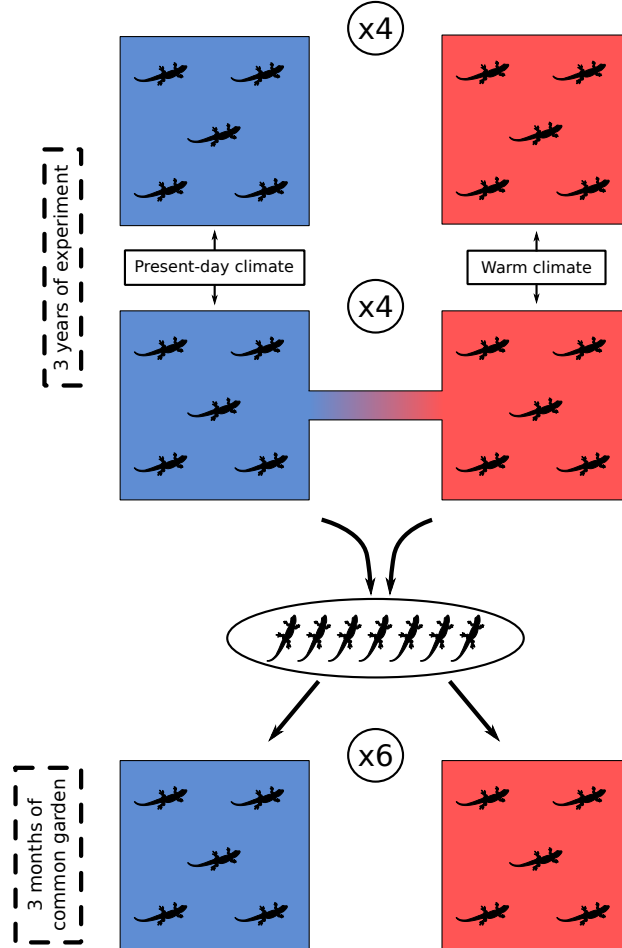 x4
3 years of experiment
Present-day climate
Warm climate
x4
x6
3 months of
common garden